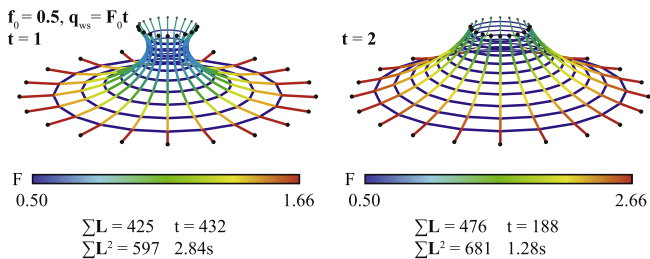 f₀ = 0.5, q_ws = F₀t
t = 1
t = 2
F
0.50 1.66
F
0.50 2.66
∑L = 425 t = 432
∑L² = 597 2.84s
∑L = 476 t = 188
∑L² = 681 1.28s